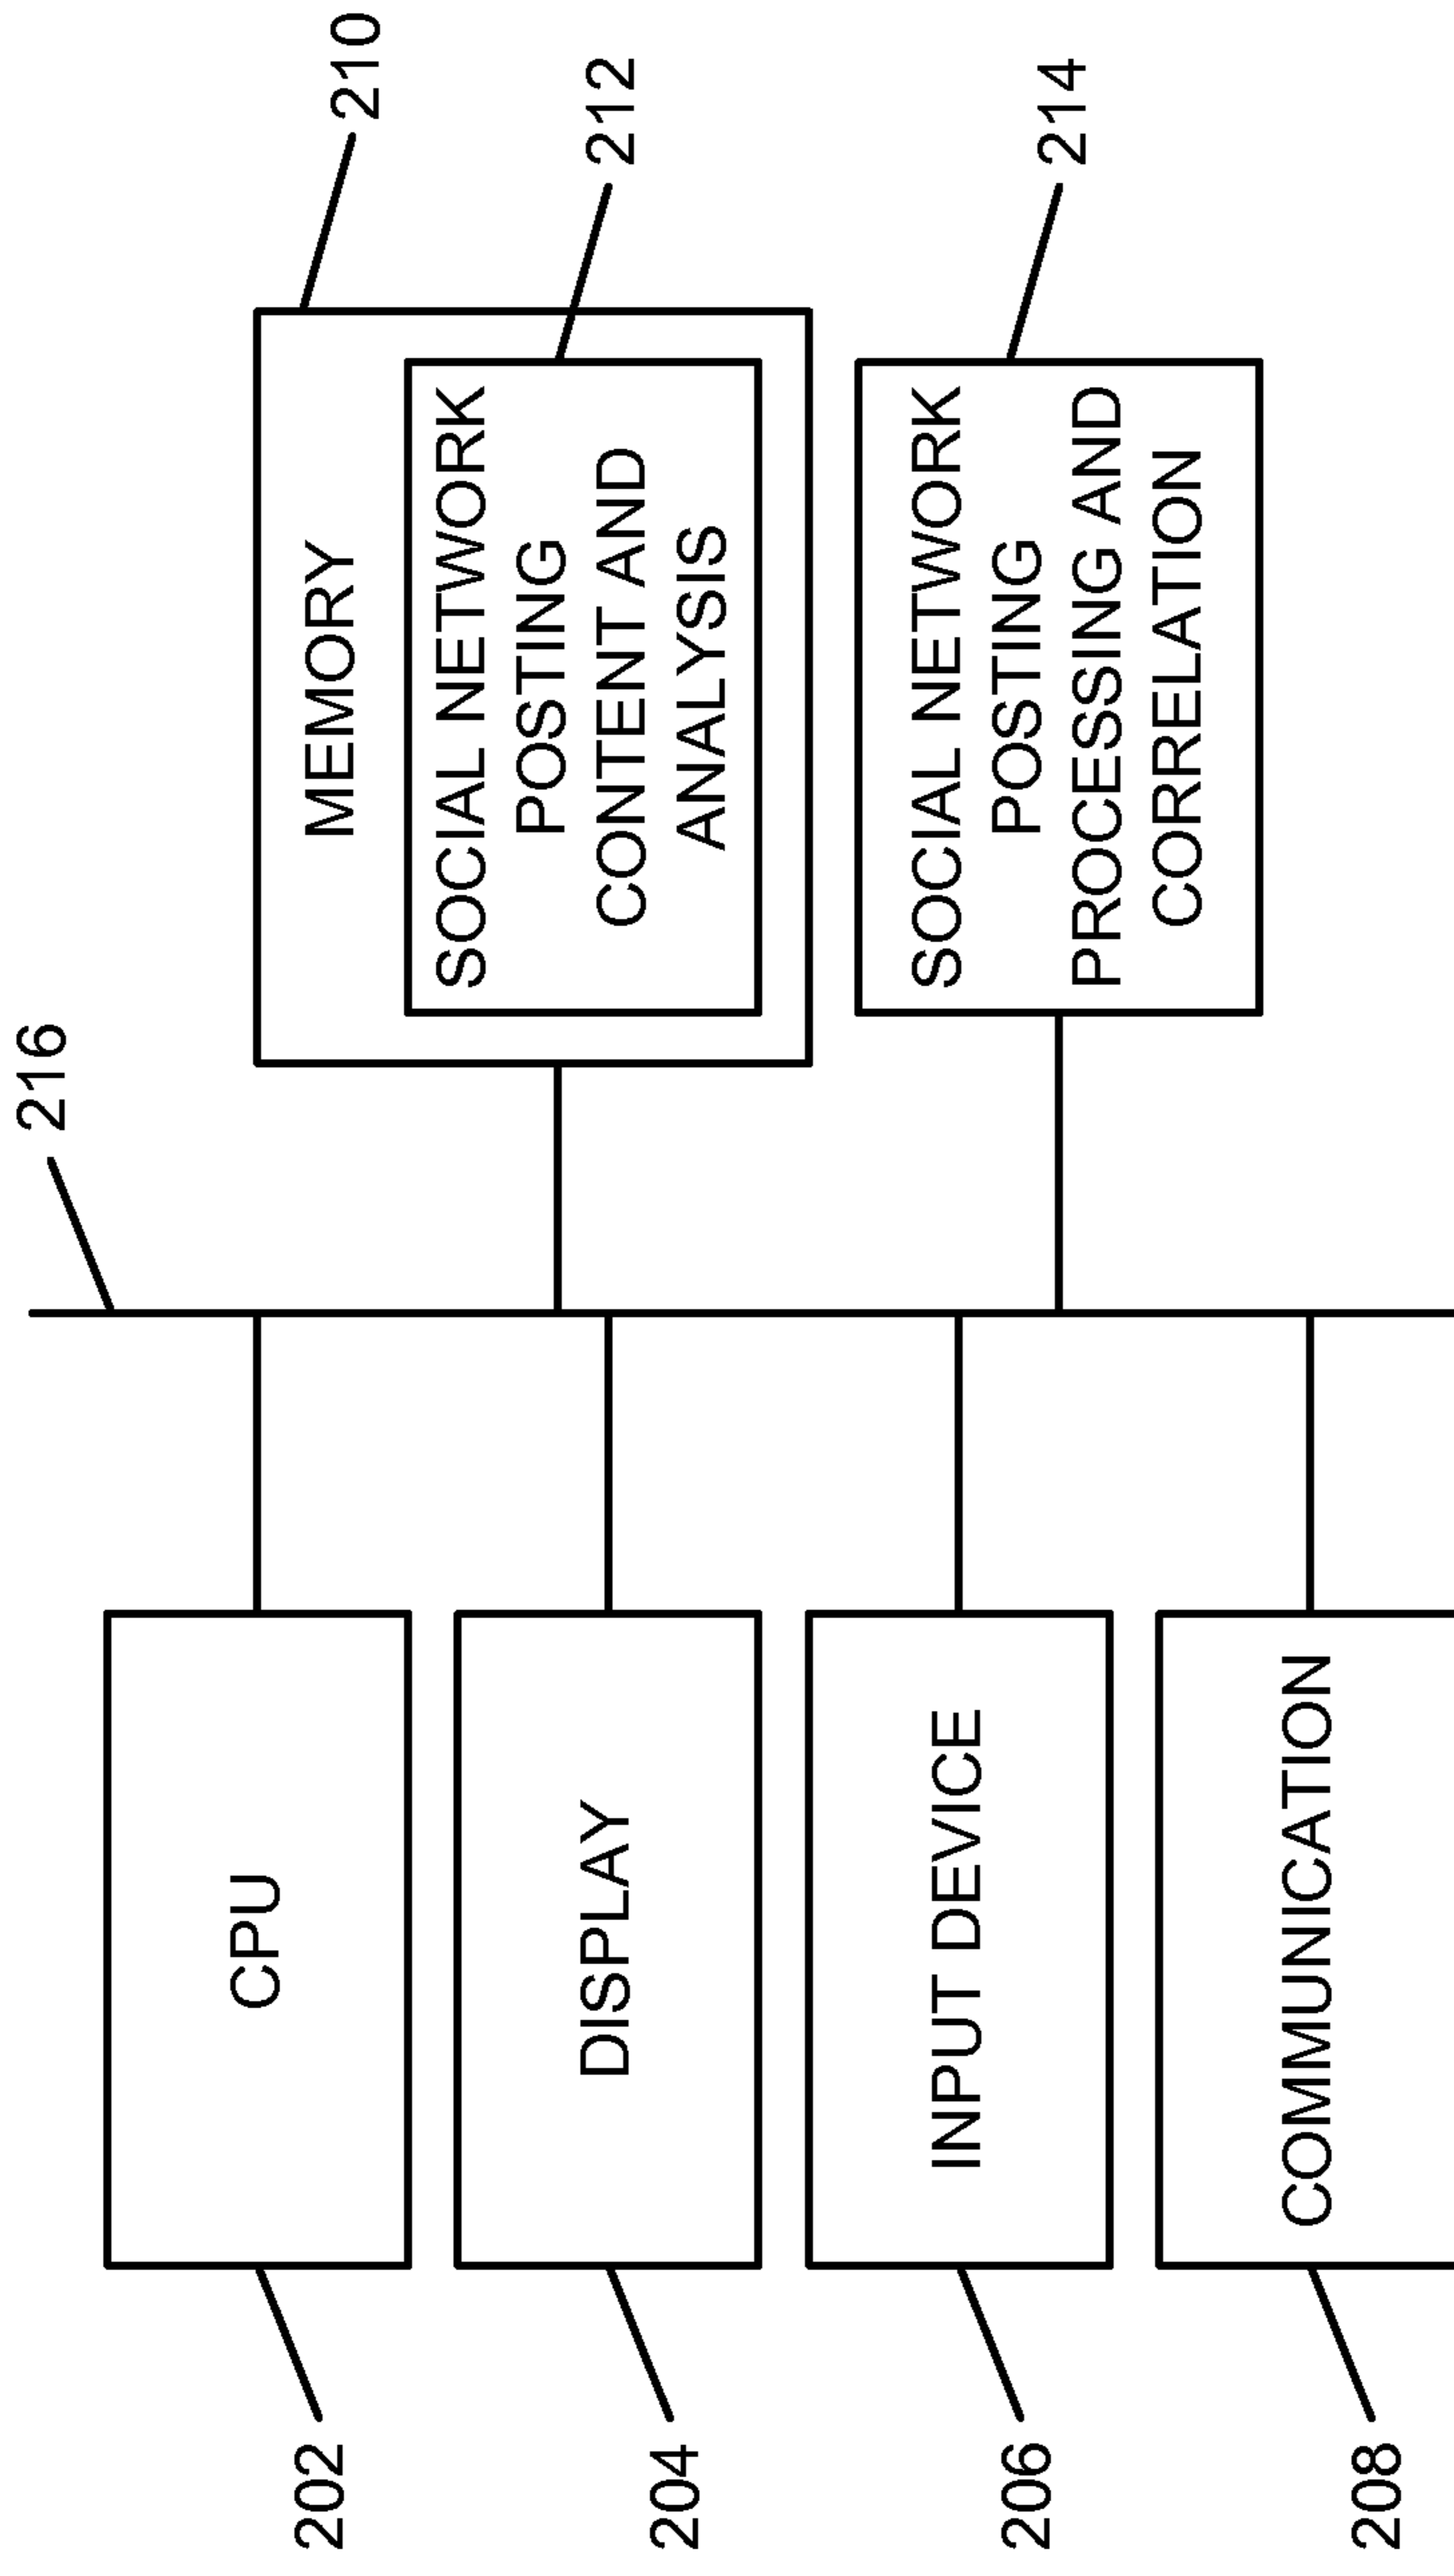 216
202
CPU
204
DISPLAY
206
INPUT DEVICE
208
COMMUNICATION
210
MEMORY
212
SOCIAL NETWORK
POSTING
CONTENT AND
ANALYSIS
214
SOCIAL NETWORK
POSTING
PROCESSING AND
CORRELATION